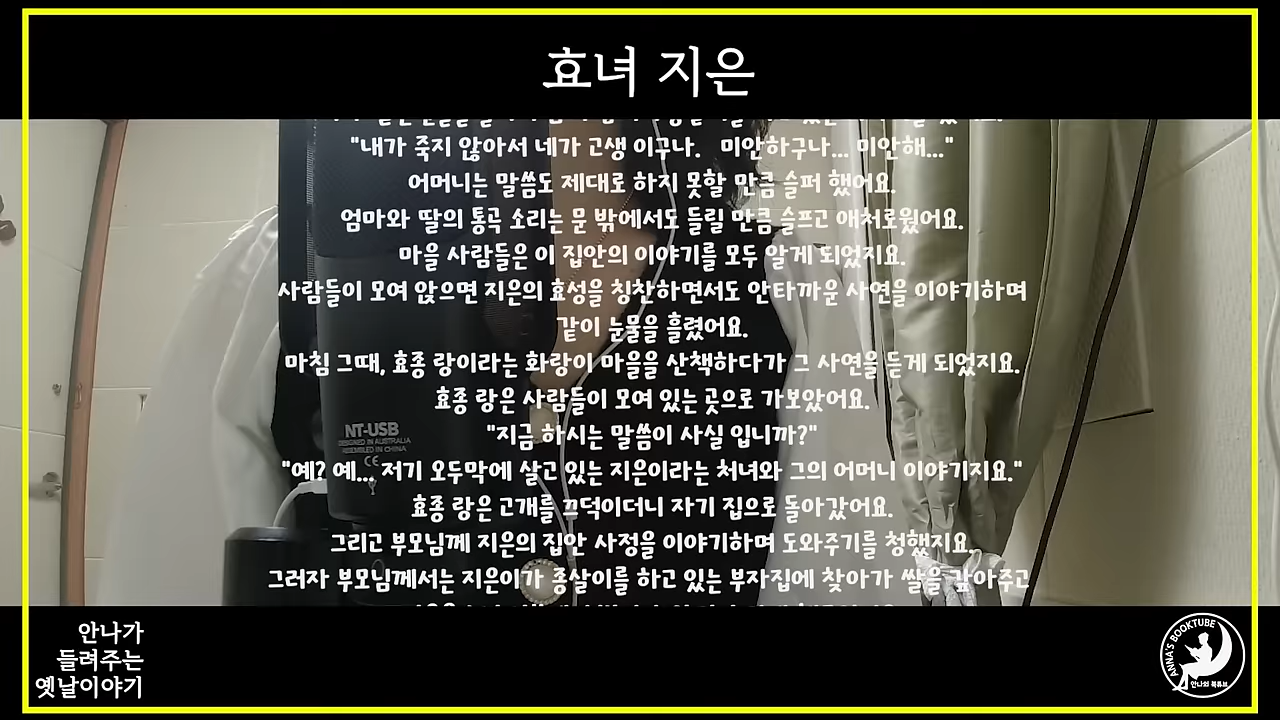 효녀 지은
"내가 죽지 않아서 네가 고생 이구나. 미안하구나... 미안해..."
어머니는 말씀도 제대로 하지 못할 만큼 슬퍼 했어요.
엄마와 딸의 통곡 소리는 문 밖에서도 들릴 만큼 슬프고 애처로웠어요.
마을 사람들은 이 집안의 이야기를 모두 알게 되었지요.
사람들이 모여 앉으면 지은의 효성을 칭찬하면서도 안타까운 사연을 이야기하며
같이 눈물을 흘렸어요.
마침 그때, 효종 랑이라는 화랑이 마을을 산책하다가 그 사연을 듣게 되었지요.
효종 랑은 사람들이 모여 있는 곳으로 가보았어요.
"지금 하시는 말씀이 사실 입니까?"
NT-USB
DESIGNED IN AUSTRALIA
ASSEMBLED IN CHINA
CE
"예? 예... 저기 오두막에 살고 있는 지은이라는 처녀와 그의 어머니 이야기지요."
효종 랑은 고개를 끄덕이더니 자기 집으로 돌아갔어요.
그리고 부모님께 지은의 집안 사정을 이야기하며 도와주기를 청했지요.
그러자 부모님께서는 지은이가 종살이를 하고 있는 부자집에 찾아가 쌀을 갚아주고
안나가
들려주는
옛날이야기
ANNA'S BOOKTUBE
안나의 북튜브